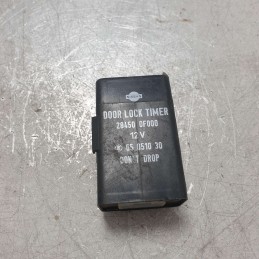 DOOR LOCK TIMER
28450 0F000
12 V
05 0510 30
DON'T DROP